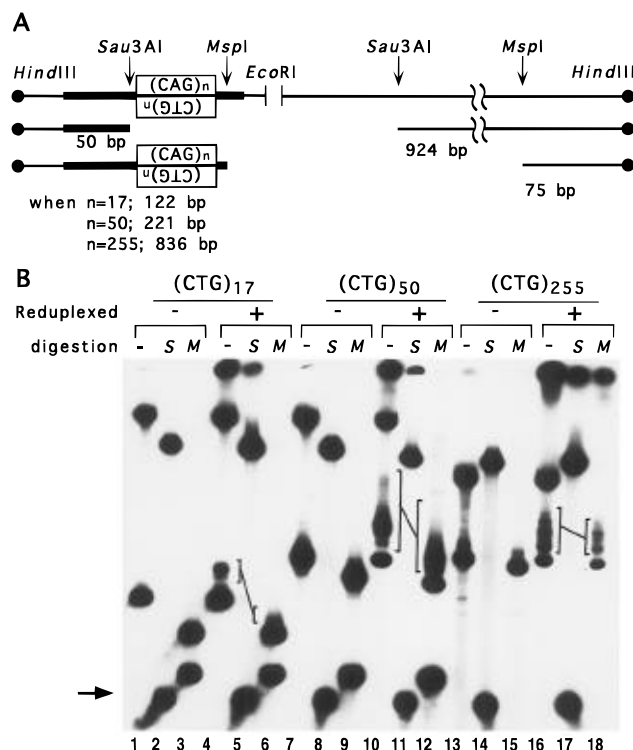 A
Sau3AI MspI Sau3AI MspI
HindIII EcoRI HindIII
(CAG)n
(CTG)n
50 bp
924 bp
(CAG)n
(CTG)n
75 bp
when n=17; 122 bp
n=50; 221 bp
n=255; 836 bp
B
(CTG)17 (CTG)50 (CTG)255
Reduplexed - + - + - +
digestion - S M - S M - S M - S M - S M - S M
1 2 3 4 5 6 7 8 9 10 11 12 13 14 15 16 17 18